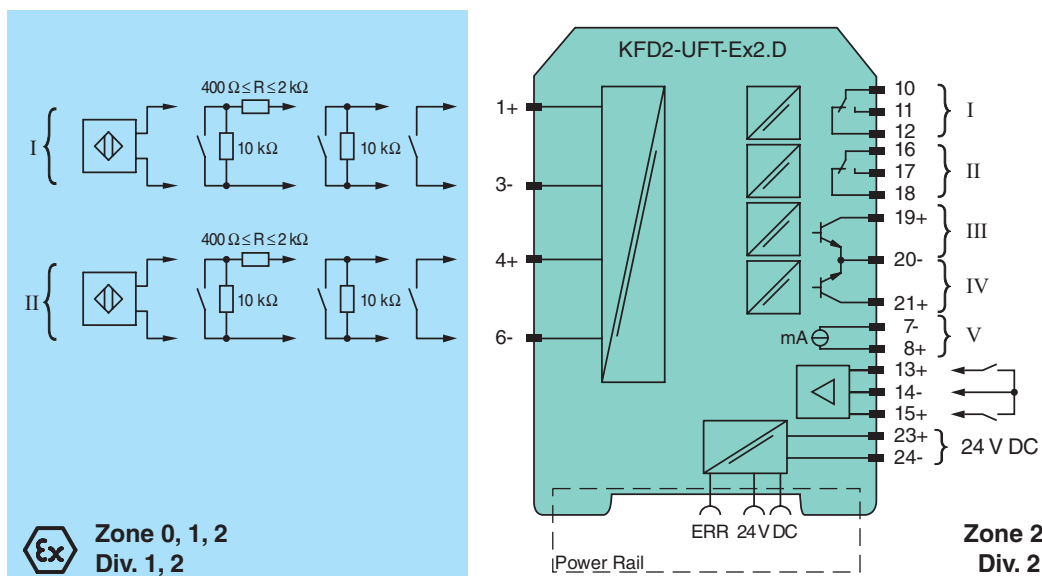 KFD2-UFT-Ex2.D
400 Ω ≤ R ≤ 2 kΩ
I
10 kΩ
10 kΩ
400 Ω ≤ R ≤ 2 kΩ
II
10 kΩ
10 kΩ
1+
3-
4+
6-
10
11
12
I
16
17
18
II
19+
III
20-
IV
21+
mA
7-
8+
V
13+
14-
15+
23+
24-
24 V DC
ERR 24 V DC
Power Rail
Ex
Zone 0, 1, 2
Div. 1, 2
Zone 2
Div. 2